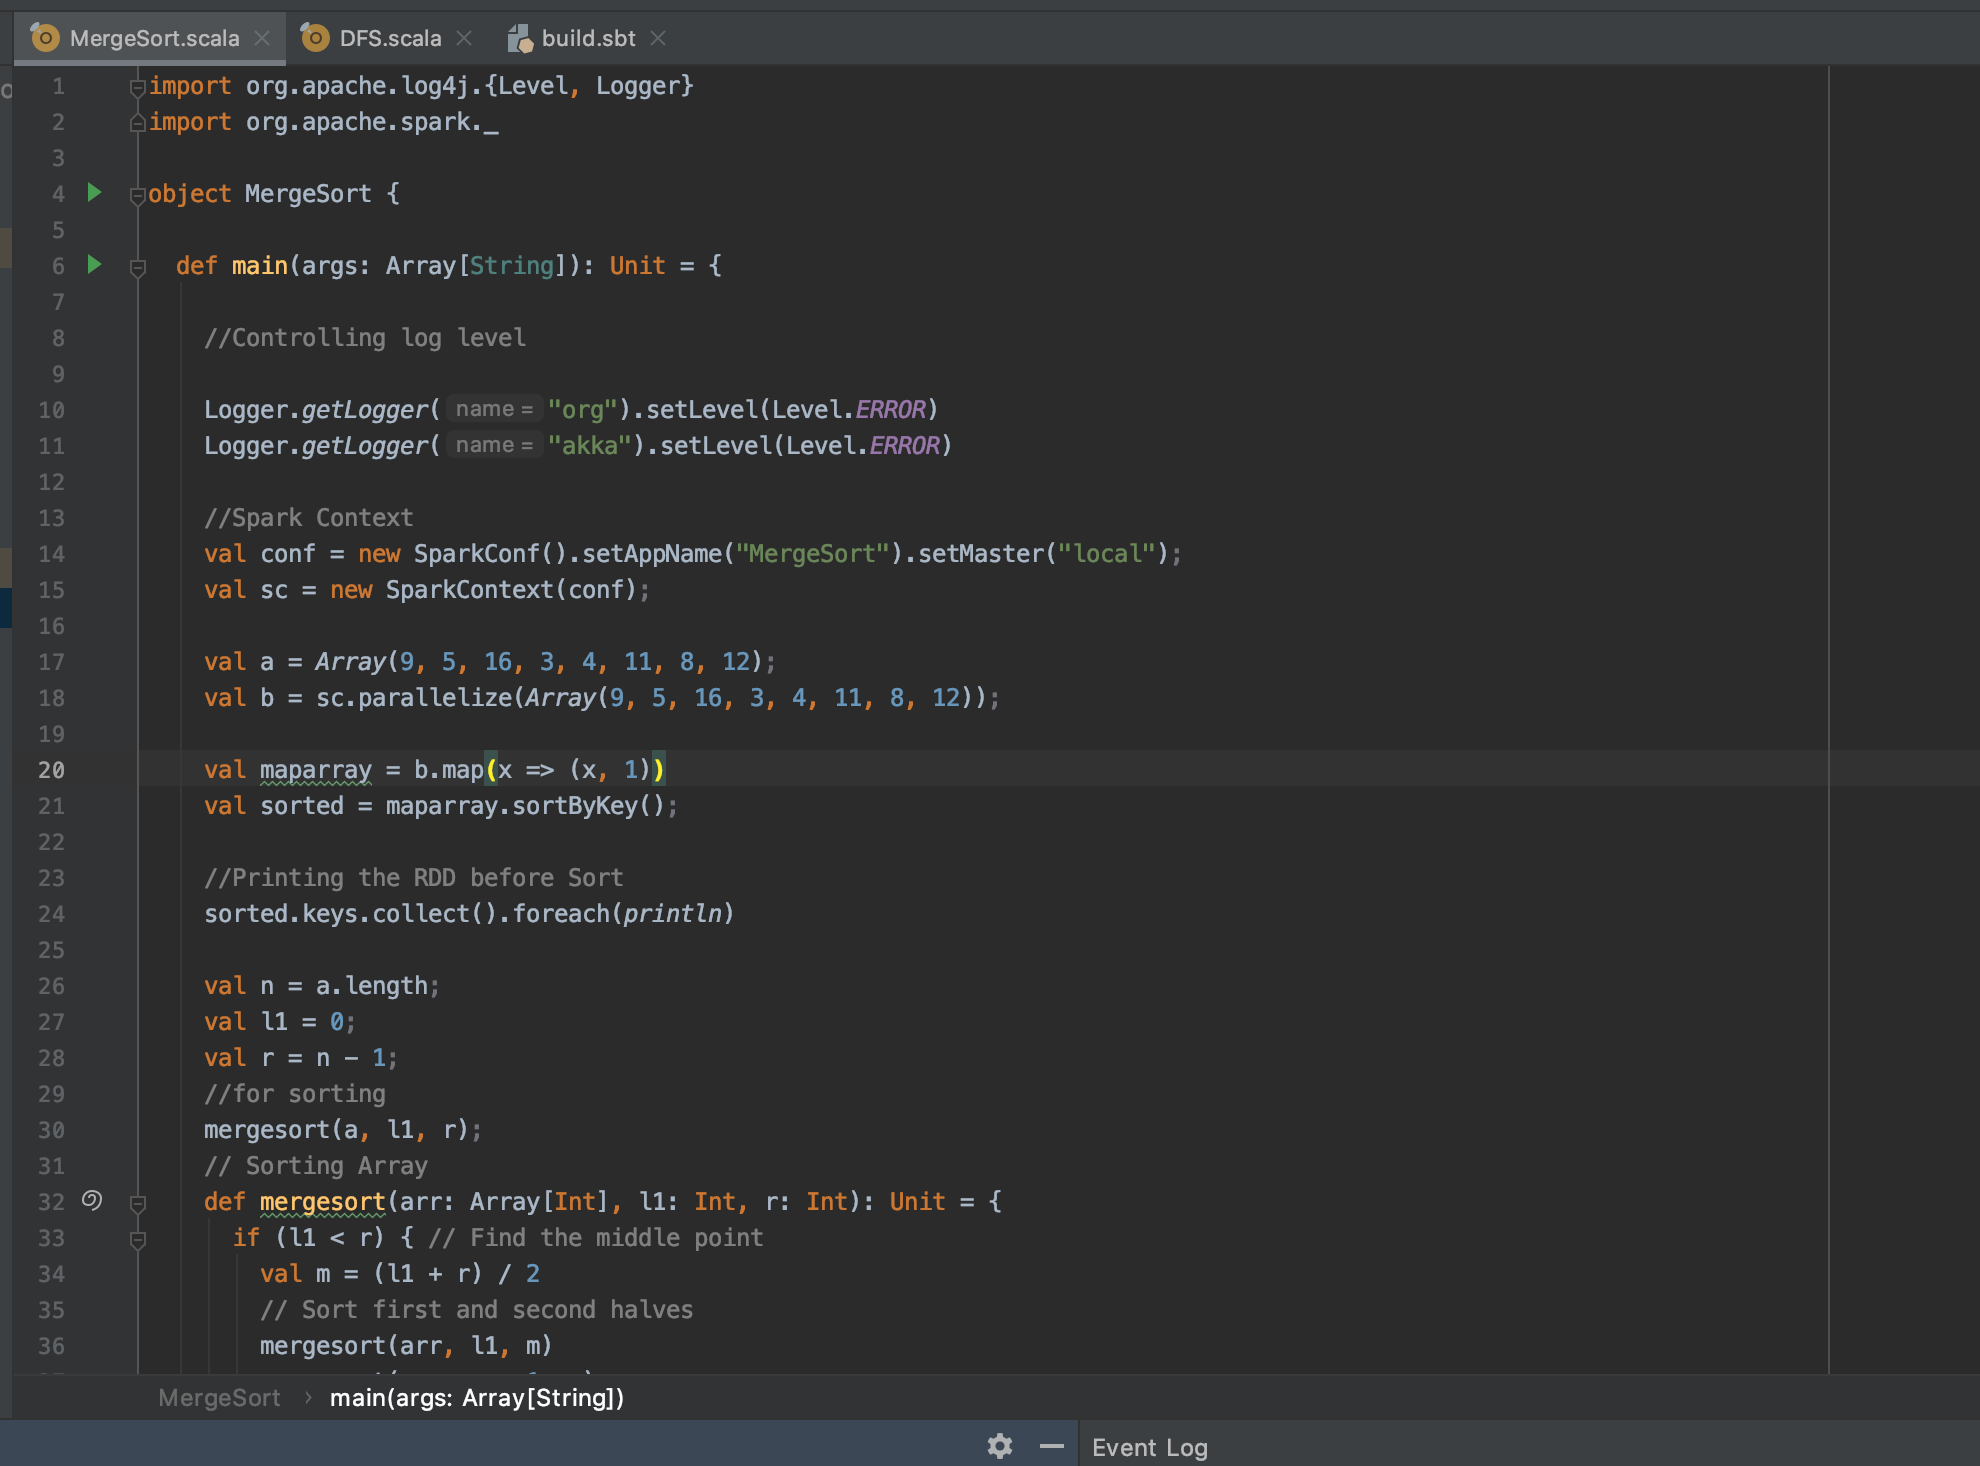 MergeSort.scala DFS.scala build.sbt
1 import org.apache.log4j.{Level, Logger}
2 import org.apache.spark._
3
4 object MergeSort {
5
6 def main(args: Array[String]): Unit = {
7
8 //Controlling log level
9
10 Logger.getLogger( name = "org").setLevel(Level.ERROR)
11 Logger.getLogger( name = "akka").setLevel(Level.ERROR)
12
13 //Spark Context
14 val conf = new SparkConf().setAppName("MergeSort").setMaster("local");
15 val sc = new SparkContext(conf);
16
17 val a = Array(9, 5, 16, 3, 4, 11, 8, 12);
18 val b = sc.parallelize(Array(9, 5, 16, 3, 4, 11, 8, 12));
19
20 val maparray = b.map(x => (x, 1))
21 val sorted = maparray.sortByKey();
22
23 //Printing the RDD before Sort
24 sorted.keys.collect().foreach(println)
25
26 val n = a.length;
27 val l1 = 0;
28 val r = n - 1;
29 //for sorting
30 mergesort(a, l1, r);
31 // Sorting Array
32 def mergesort(arr: Array[Int], l1: Int, r: Int): Unit = {
33 if (l1 < r) { // Find the middle point
34 val m = (l1 + r) / 2
35 // Sort first and second halves
36 mergesort(arr, l1, m)
MergeSort › main(args: Array[String])
Event Log